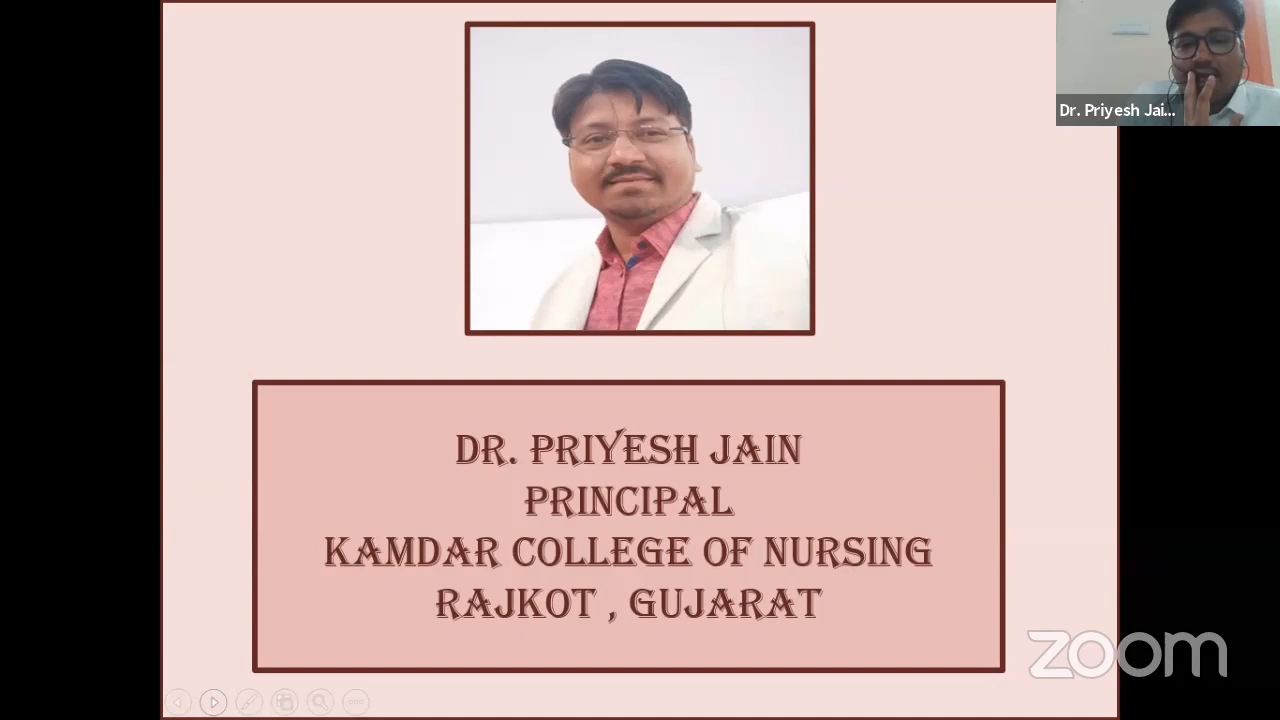 Dr. Priyesh Jai...
DR. PRIYESH JAIN
PRINCIPAL
KAMDAR COLLEGE OF NURSING
RAJKOT , GUJARAT
zoom